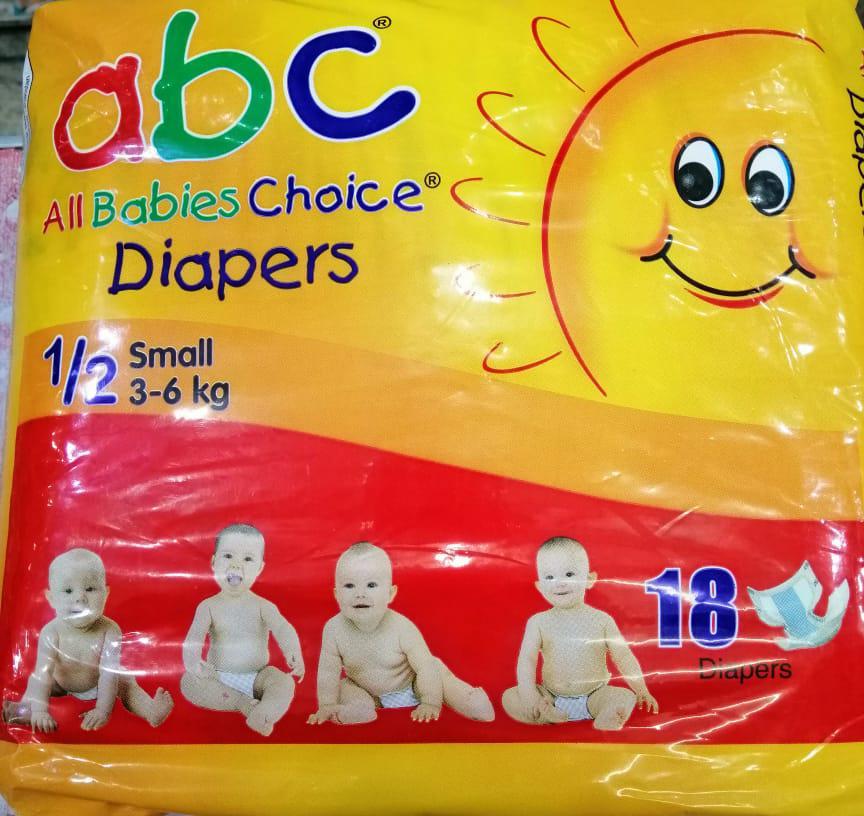 abc®
All Babies Choice®
Diapers
1/2 Small
3-6 kg
18
Diapers